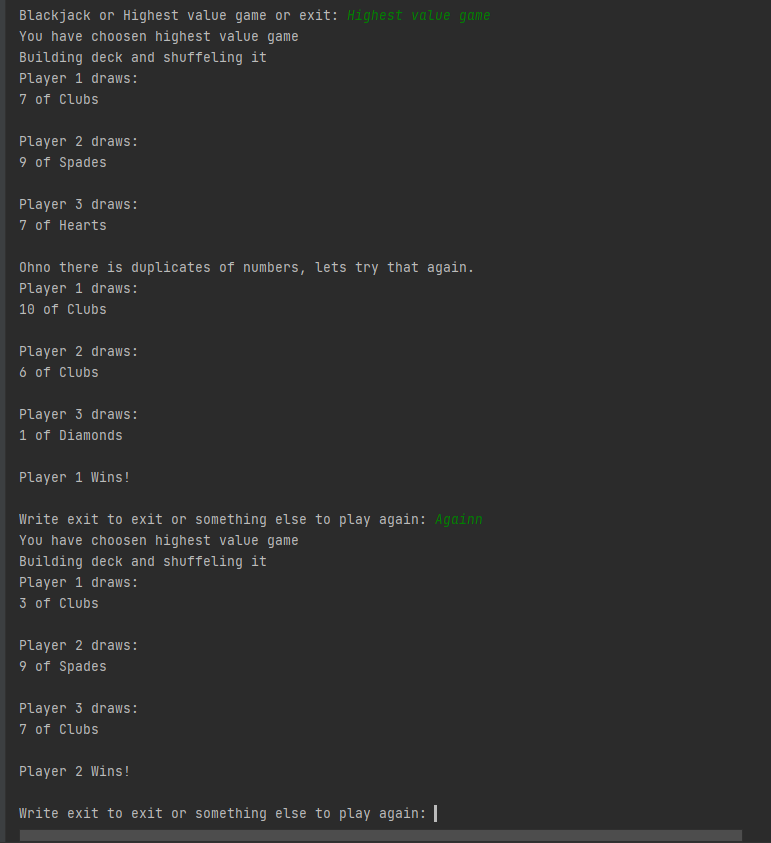 Blackjack or Highest value game or exit: Highest value game
You have choosen highest value game
Building deck and shuffeling it
Player 1 draws:
7 of Clubs
Player 2 draws:
9 of Spades
Player 3 draws:
7 of Hearts
Ohno there is duplicates of numbers, lets try that again.
Player 1 draws:
10 of Clubs
Player 2 draws:
6 of Clubs
Player 3 draws:
1 of Diamonds
Player 1 Wins!
Write exit to exit or something else to play again: Againn
You have choosen highest value game
Building deck and shuffeling it
Player 1 draws:
3 of Clubs
Player 2 draws:
9 of Spades
Player 3 draws:
7 of Clubs
Player 2 Wins!
Write exit to exit or something else to play again: